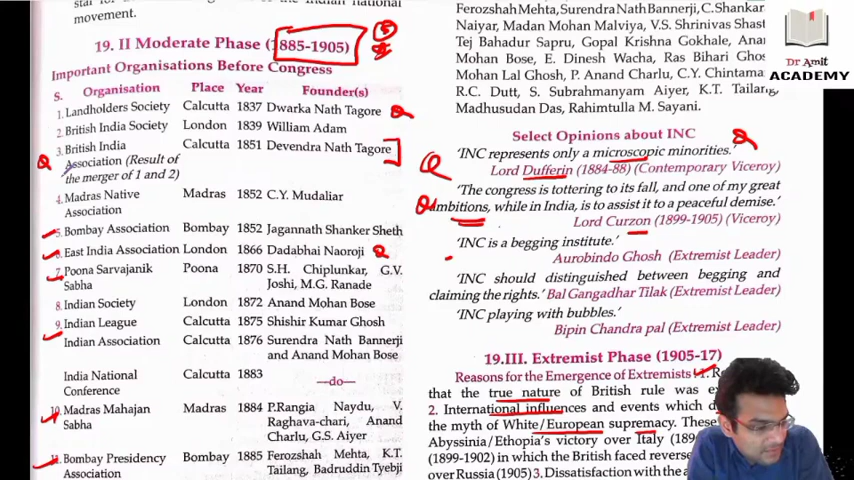 movement.
19. II Moderate Phase (1885-1905)
Important Organisations Before Congress
S. Organisation Place Year Founder(s)
1. Landholders Society Calcutta 1837 Dwarka Nath Tagore
2. British India Society London 1839 William Adam
3. British India Calcutta 1851 Devendra Nath Tagore
Association (Result of
the merger of 1 and 2)
4. Madras Native Madras 1852 C.Y. Mudaliar
Association
5. Bombay Association Bombay 1852 Jagannath Shanker Sheth
6. East India Association London 1866 Dadabhai Naoroji
7. Poona Sarvajanik Poona 1870 S.H. Chiplunkar, G.V.
Sabha Joshi, M.G. Ranade
8. Indian Society London 1872 Anand Mohan Bose
9. Indian League Calcutta 1875 Shishir Kumar Ghosh
Indian Association Calcutta 1876 Surendra Nath Bannerji
and Anand Mohan Bose
India National Calcutta 1883 —do—
Conference
10. Madras Mahajan Madras 1884 P.Rangia Naydu, V.
Sabha Raghava-chari, Anand
Charlu, G.S. Aiyer
11. Bombay Presidency Bombay 1885 Ferozshah Mehta, K.T.
Association Tailang, Badruddin Tyebji
Ferozshah Mehta, Surendra Nath Bannerji, C.Shankar
Naiyar, Madan Mohan Malviya, V.S. Shrinivas Shast
Tej Bahadur Sapru, Gopal Krishna Gokhale, Anan
Mohan Bose, E. Dinesh Wacha, Ras Bihari Ghos
Mohan Lal Ghosh, P. Anand Charlu, C.Y. Chintama
R.C. Dutt, S. Subrahmanyam Aiyer, K.T. Tailang,
Madhusudan Das, Rahimtulla M. Sayani.
Select Opinions about INC
'INC represents only a microscopic minorities.'
Lord Dufferin (1884-88) (Contemporary Viceroy)
'The congress is tottering to its fall, and one of my great
ambitions, while in India, is to assist it to a peaceful demise.'
Lord Curzon (1899-1905) (Viceroy)
'INC is a begging institute.'
Aurobindo Ghosh (Extremist Leader)
'INC should distinguished between begging and
claiming the rights.' Bal Gangadhar Tilak (Extremist Leader)
'INC playing with bubbles.'
Bipin Chandra pal (Extremist Leader)
19.III. Extremist Phase (1905-17)
Reasons for the Emergence of Extremists 1. Re
that the true nature of British rule was ex
2. International influences and events which d
the myth of White/European supremacy. These
Abyssinia/Ethopia's victory over Italy (189
(1899-1902) in which the British faced revers
over Russia (1905) 3. Dissatisfaction with the a
Dr Amit
ACADEMY